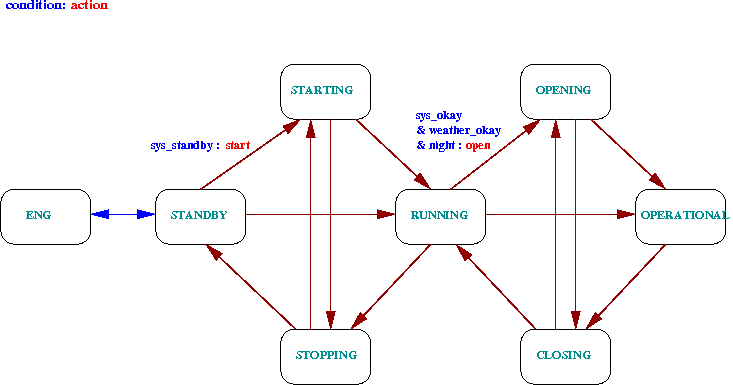 condition: action
STARTING
OPENING
sys_okay
& weather_okay
& night : open
sys_standby : start
ENG
STANDBY
RUNNING
OPERATIONAL
STOPPING
CLOSING